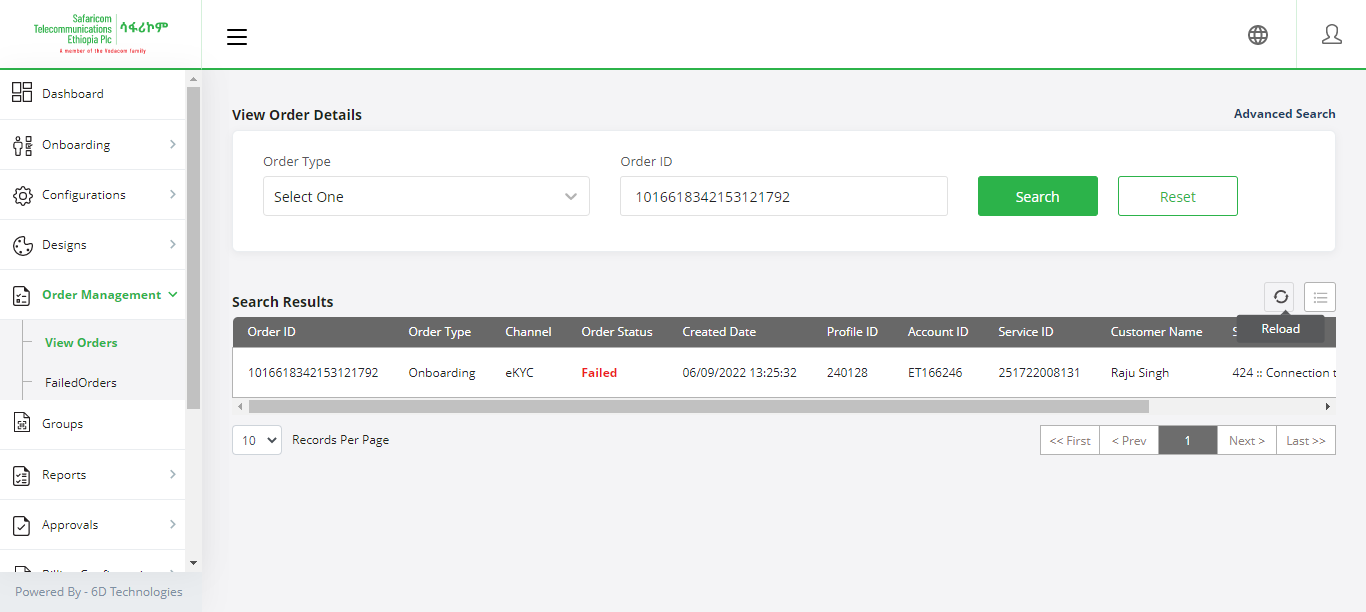 Safaricom
Telecommunications
Ethiopia Plc
ሳፋሪኮም
A member of the Vodacom family
Dashboard
Onboarding
Configurations
Designs
Order Management
View Orders
FailedOrders
Groups
Reports
Approvals
Powered By - 6D Technologies
View Order Details
Advanced Search
Order Type
Order ID
Select One
1016618342153121792
Search
Reset
Search Results
Reload
Order ID Order Type Channel Order Status Created Date Profile ID Account ID Service ID Customer Name
1016618342153121792 Onboarding eKYC Failed 06/09/2022 13:25:32 240128 ET166246 251722008131 Raju Singh 424 :: Connection t
10 Records Per Page
<< First < Prev 1 Next > Last >>